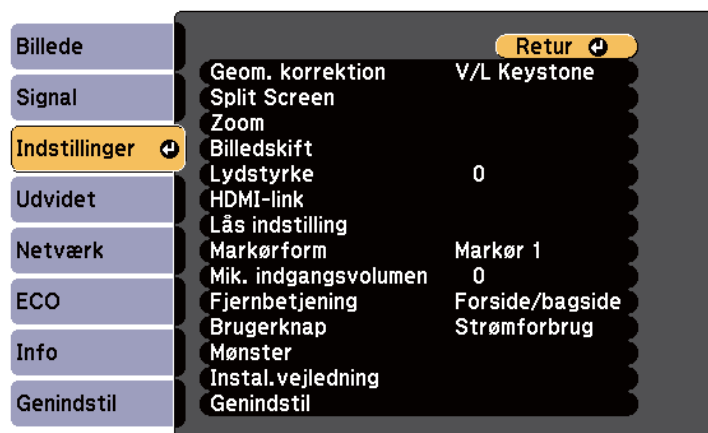 Billede
Signal
Indstillinger
Udvidet
Netværk
ECO
Info
Genindstil
Retur
Geom. korrektion V/L Keystone
Split Screen
Zoom
Billedskift
Lydstyrke 0
HDMI-link
Lås indstilling
Markørform Markør 1
Mik. indgangsvolumen 0
Fjernbetjening Forside/bagside
Brugerknap Strømforbrug
Mønster
Instal.vejledning
Genindstil